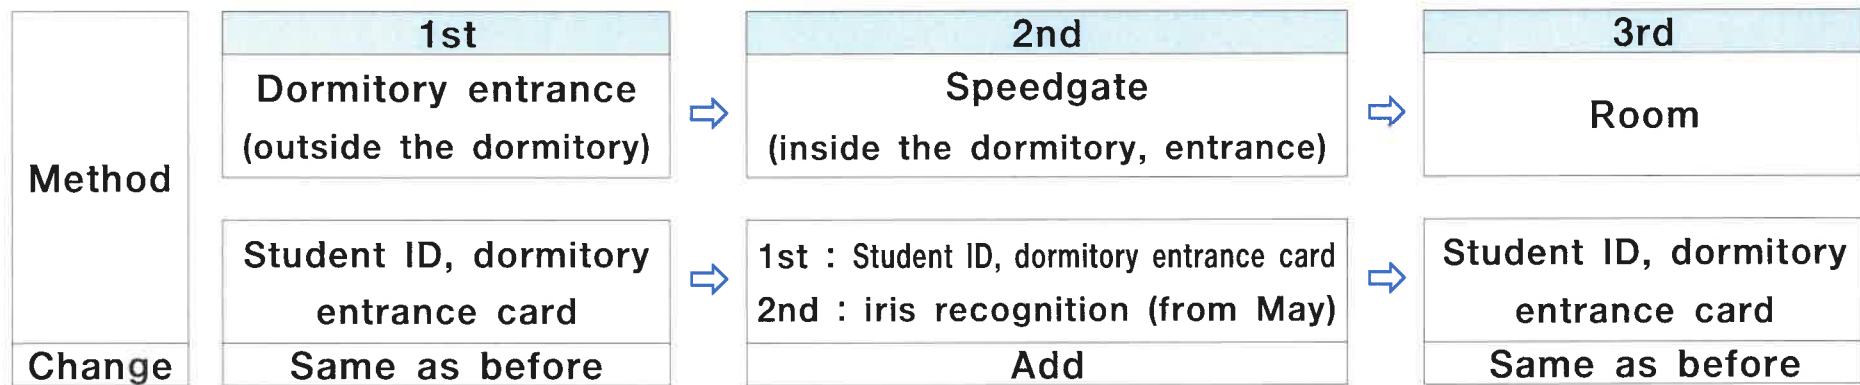 1st
2nd
3rd
Method
Dormitory entrance
(outside the dormitory)
Speedgate
(inside the dormitory, entrance)
Room
Student ID, dormitory
entrance card
1st : Student ID, dormitory entrance card
2nd : iris recognition (from May)
Student ID, dormitory
entrance card
Change
Same as before
Add
Same as before